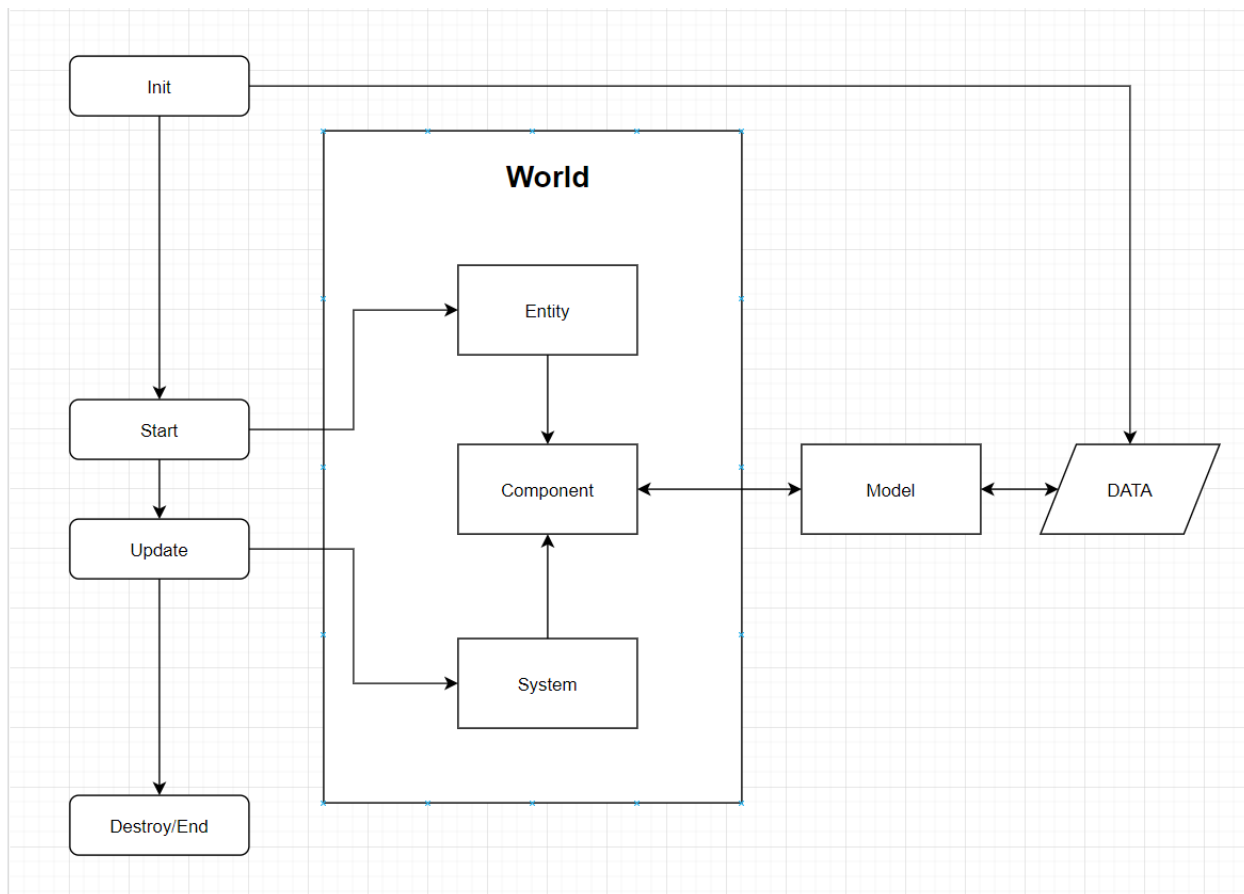 Init
World
Entity
Start
Component
Model
DATA
Update
System
Destroy/End